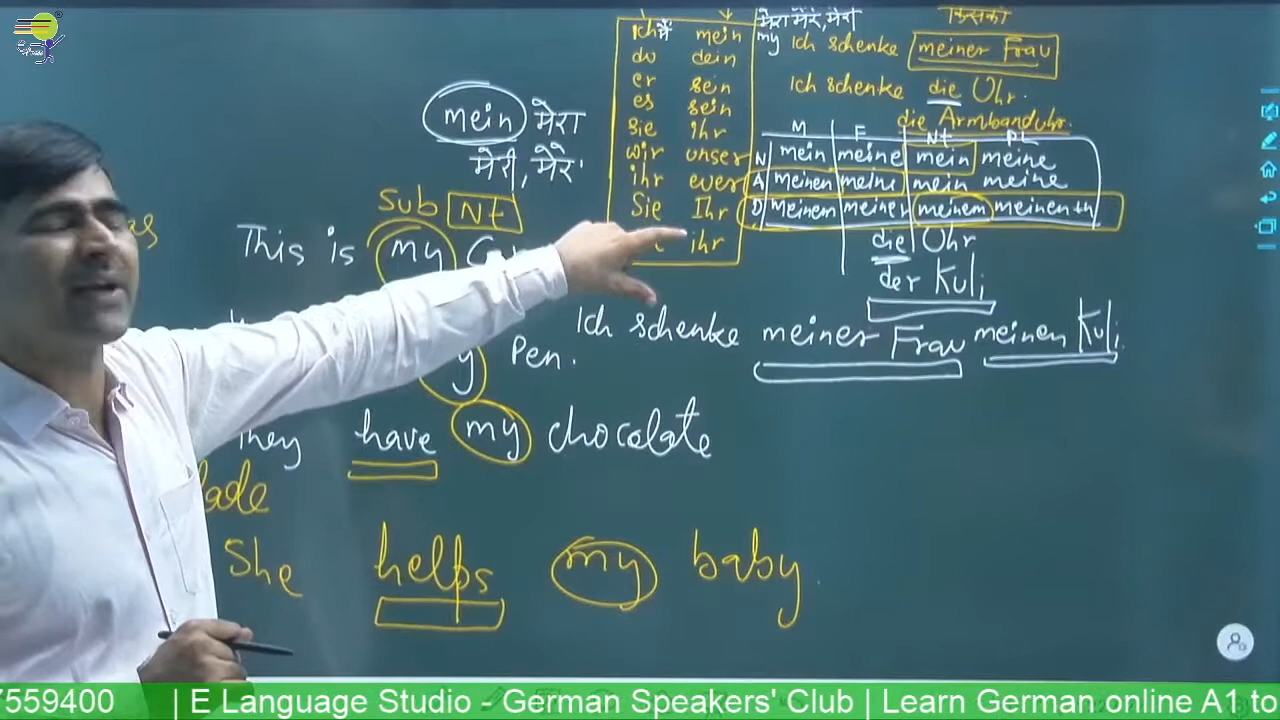 मेरा मेरे, मेरी
my
ich मैं mein
du dein
er sein
es sein
sie ihr
wir unser
ihr euer
Sie Ihr
ihr
Ich schenke meiner Frau
Ich schenke die Uhr.
die Armbanduhr.
M F Nt PL
N mein meine mein meine
A meinen meine mein meine
D meinem meiner meinem meinen +n
die Uhr
der Kuli
mein मेरा
मेरी, मेरे
Sub Nt
This is my
Pen.
Ich schenke meiner Frau meinen Kuli.
They have my chocolate
lade
She helps my baby.
7559400 | E Language Studio - German Speakers' Club | Learn German online A1 to